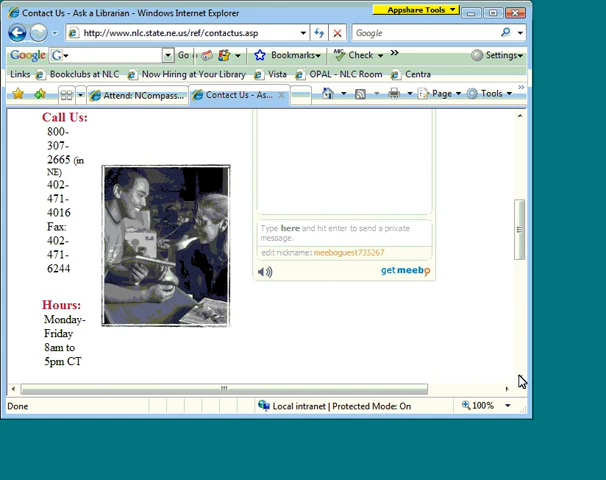 Contact Us - Ask a Librarian - Windows Internet Explorer
Appshare Tools
http://www.nlc.state.ne.us/ref/contactus.asp
Google
Google
G
Go
Bookmarks
ABC
Check
Settings
Links
Bookclubs at NLC
Now Hiring at Your Library
Vista
OPAL - NLC Room
Centra
Attend: NCompass...
Contact Us - As...
Page
Tools
Call Us:
800-
307-
2665 (in
NE)
402-
471-
4016
Fax:
402-
471-
6244
Hours:
Monday-
Friday
8am to
5pm CT
Type here and hit enter to send a private
message.
edit nickname: meeboguest735267
get meebo
Done
Local intranet | Protected Mode: On
100%